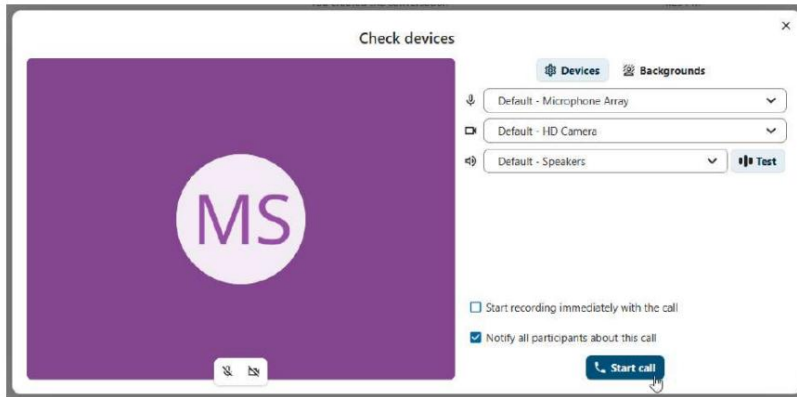 Check devices
MS
Devices
Backgrounds
Default - Microphone Array
Default - HD Camera
Default - Speakers
Test
Start recording immediately with the call
Notify all participants about this call
Start call